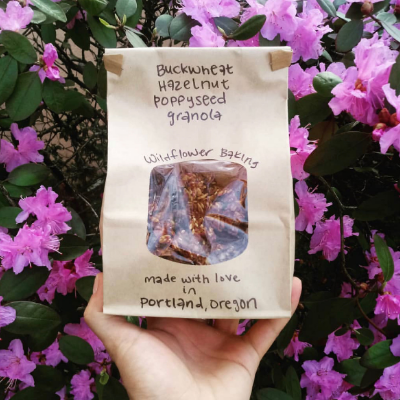 Buckwheat
Hazelnut
Poppyseed
granola
Wildflower Baking
made with love
in
Portland, Oregon